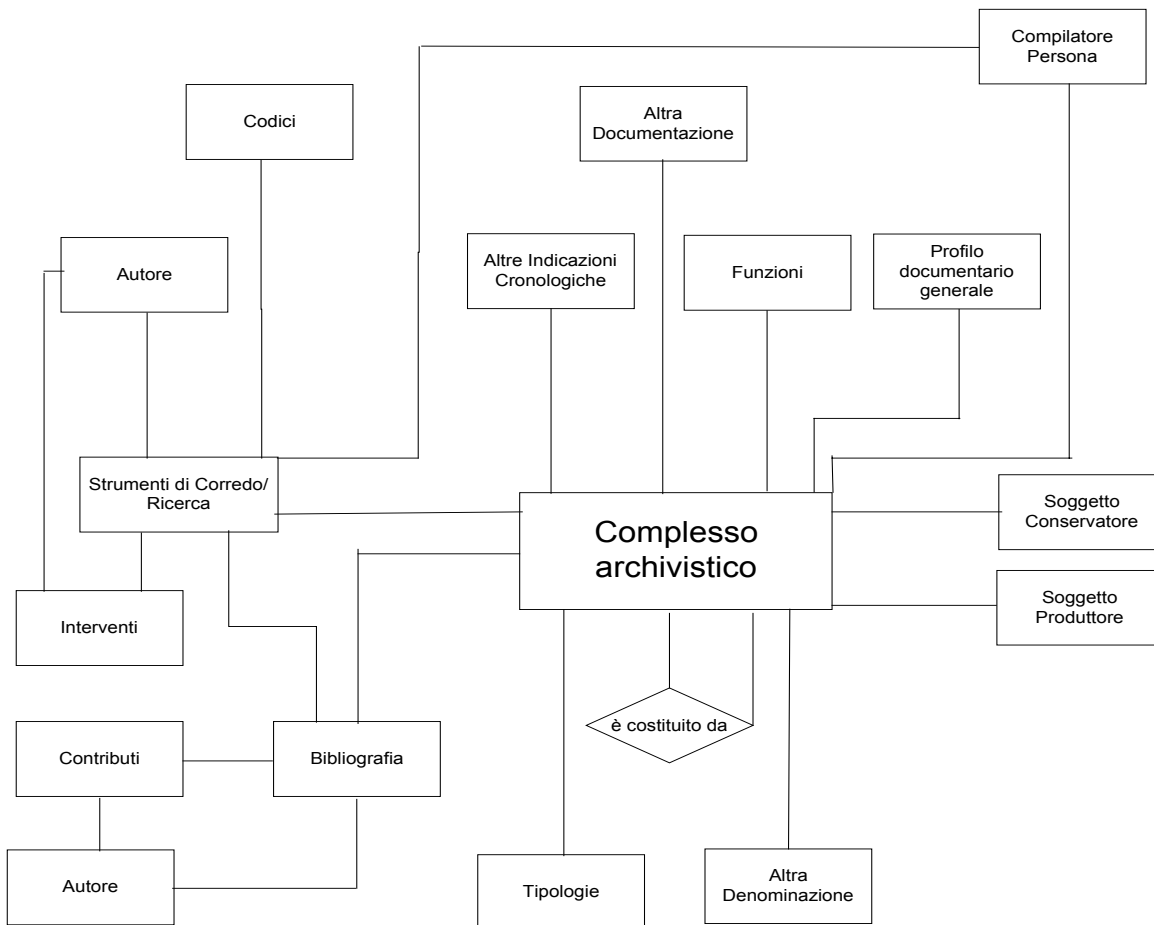 Compilatore
Persona
Codici
Altra
Documentazione
Autore
Altre Indicazioni
Cronologiche
Funzioni
Profilo
documentario
generale
Strumenti di Corredo/
Ricerca
Complesso
archivistico
Soggetto
Conservatore
Soggetto
Produttore
Interventi
è costituito da
Contributi
Bibliografia
Autore
Tipologie
Altra
Denominazione